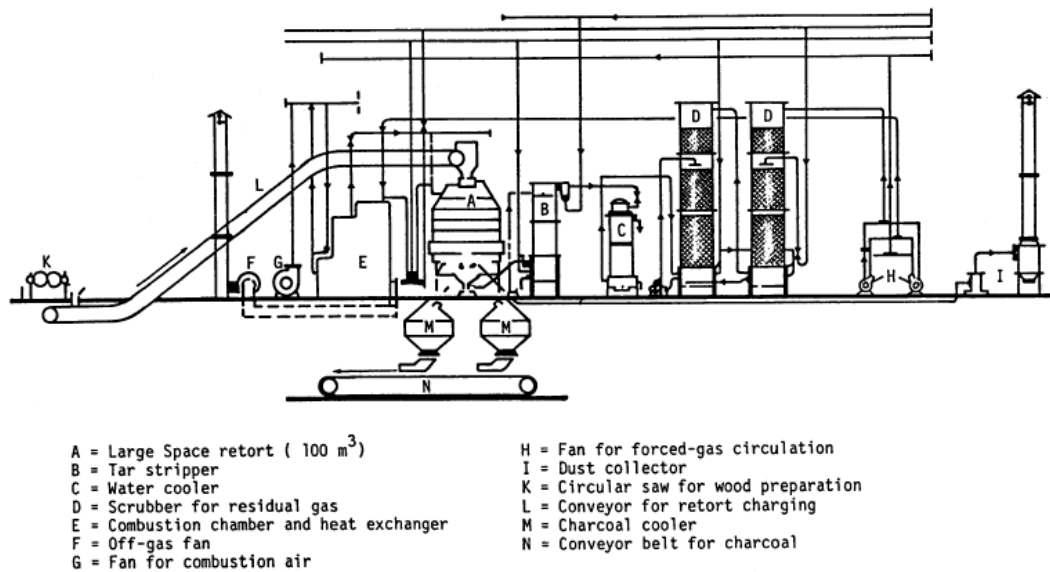 D D
A
L
B
C
K F G E
H I
M M
N
A = Large Space retort ( 100 m³)
B = Tar stripper
C = Water cooler
D = Scrubber for residual gas
E = Combustion chamber and heat exchanger
F = Off-gas fan
G = Fan for combustion air
H = Fan for forced-gas circulation
I = Dust collector
K = Circular saw for wood preparation
L = Conveyor for retort charging
M = Charcoal cooler
N = Conveyor belt for charcoal